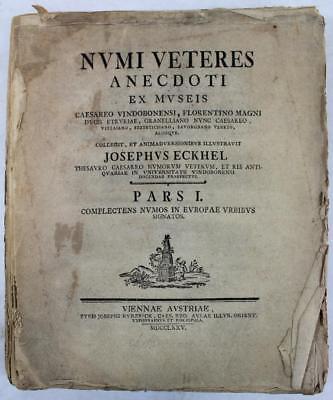 NVMI VETERES
ANECDOTI
EX MVSEIS
CAESAREO VINDOBONENSI, FLORENTINO MAGNI
DVCIS ETRVRIAE, GRANELLIANO NVNC CAESAREO,
VITZAIANO, FESTETICSIANO, SAVORGNANO VENETO,
ALIISQVE.
COLLEGIT, ET ANIMADVERSIONIBVS ILLVSTRAVIT
JOSEPHVS ECKHEL
THESAVRO CAESAREO NVMORVM VETERVM, ET REI ANTI-
QVARIAE IN VNIVERSITATE VINDOBONENSI
DOCENDAE PRAEFECTVS.
PARS I.
COMPLECTENS NVMOS IN EVROPAE VRBIBVS
SIGNATOS.
VIENNAE AVSTRIAE,
TYPIS JOSEPHI KVRZBÖCK, CAES. REG. AVLAE ILLYR. ORIENT.
TYPOGRAPHI ET BIBLIOPOLAE.
MDCCLXXV.